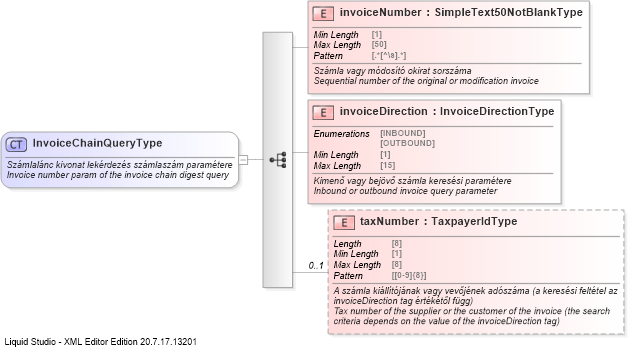 E invoiceNumber : SimpleText50NotBlankType
Min Length [1]
Max Length [50]
Pattern [.*[^\s].*]
Számla vagy módosító okirat sorszáma
Sequential number of the original or modification invoice
E invoiceDirection : InvoiceDirectionType
Enumerations [INBOUND]
[OUTBOUND]
Min Length [1]
Max Length [15]
Kimenő vagy bejövő számla keresési paramétere
Inbound or outbound invoice query parameter
CT InvoiceChainQueryType
Számlalánc kivonat lekérdezés számlaszám paramétere
Invoice number param of the invoice chain digest query
0..1
E taxNumber : TaxpayerIdType
Length [8]
Min Length [1]
Max Length [8]
Pattern [[0-9]{8}]
A számla kiállítójának vagy vevőjének adószáma (a keresési feltétel az
invoiceDirection tag értékétől függ)
Tax number of the supplier or the customer of the invoice (the search
criteria depends on the value of the invoiceDirection tag)
Liquid Studio - XML Editor Edition 20.7.17.13201